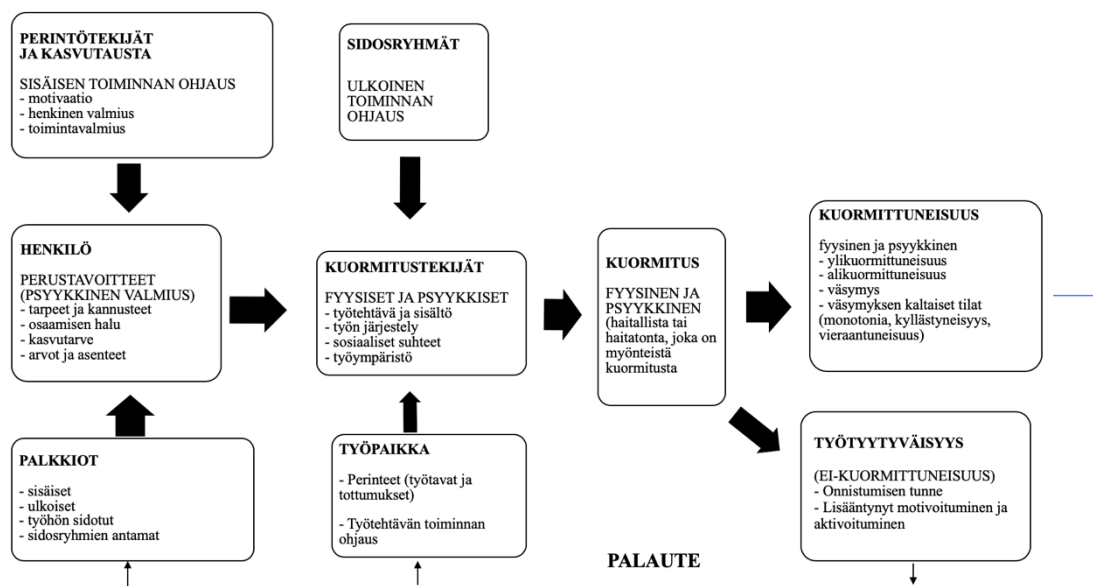 PERINTÖTEKIJÄT
JA KASVUTAUSTA
SISÄISEN TOIMINNAN OHJAUS
- motivaatio
- henkinen valmius
- toimintavalmius
SIDOSRYHMÄT
ULKOINEN
TOIMINNAN
OHJAUS
HENKILÖ
PERUSTAVOITTEET
(PSYYKKINEN VALMIUS)
- tarpeet ja kannusteet
- osaamisen halu
- kasvutarve
- arvot ja asenteet
KUORMITUSTEKIJÄT
FYYSISET JA PSYYKKISET
- työtehtävä ja sisältö
- työn järjestely
- sosiaaliset suhteet
- työympäristö
KUORMITUS
FYYSINEN JA
PSYYKKINEN
(haitallista tai
haitatonta, joka on
myönteistä
kuormitusta
KUORMITTUNEISUUS
fyysinen ja psyykkinen
- ylikuormittuneisuus
- alikuormittuneisuus
- väsymys
- väsymyksen kaltaiset tilat
(monotonia, kyllästyneisyys,
vieraantuneisuus)
PALKKIOT
- sisäiset
- ulkoiset
- työhön sidotut
- sidosryhmien antamat
TYÖPAIKKA
- Perinteet (työtavat ja
tottumukset)
- Työtehtävän toiminnan
ohjaus
TYÖTYYTYVÄISYYS
(EI-KUORMITTUNEISUUS)
- Onnistumisen tunne
- Lisääntynyt motivoituminen ja
aktivoituminen
PALAUTE